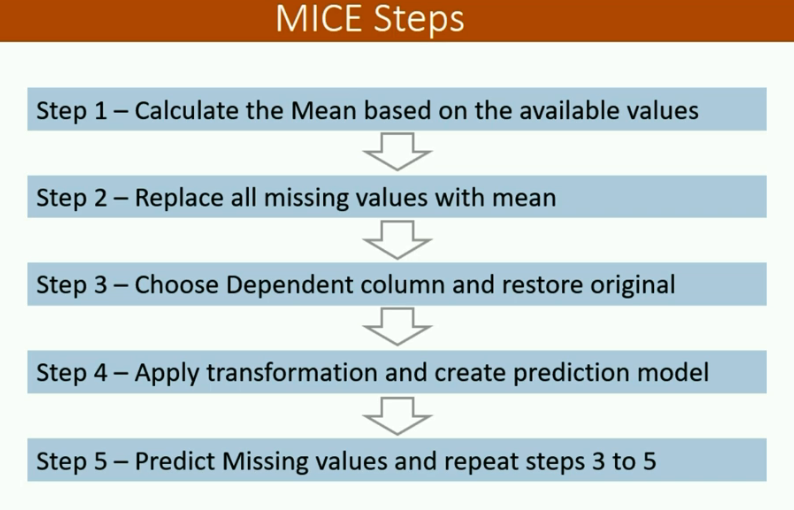 MICE Steps
Step 1 – Calculate the Mean based on the available values
Step 2 – Replace all missing values with mean
Step 3 – Choose Dependent column and restore original
Step 4 – Apply transformation and create prediction model
Step 5 – Predict Missing values and repeat steps 3 to 5